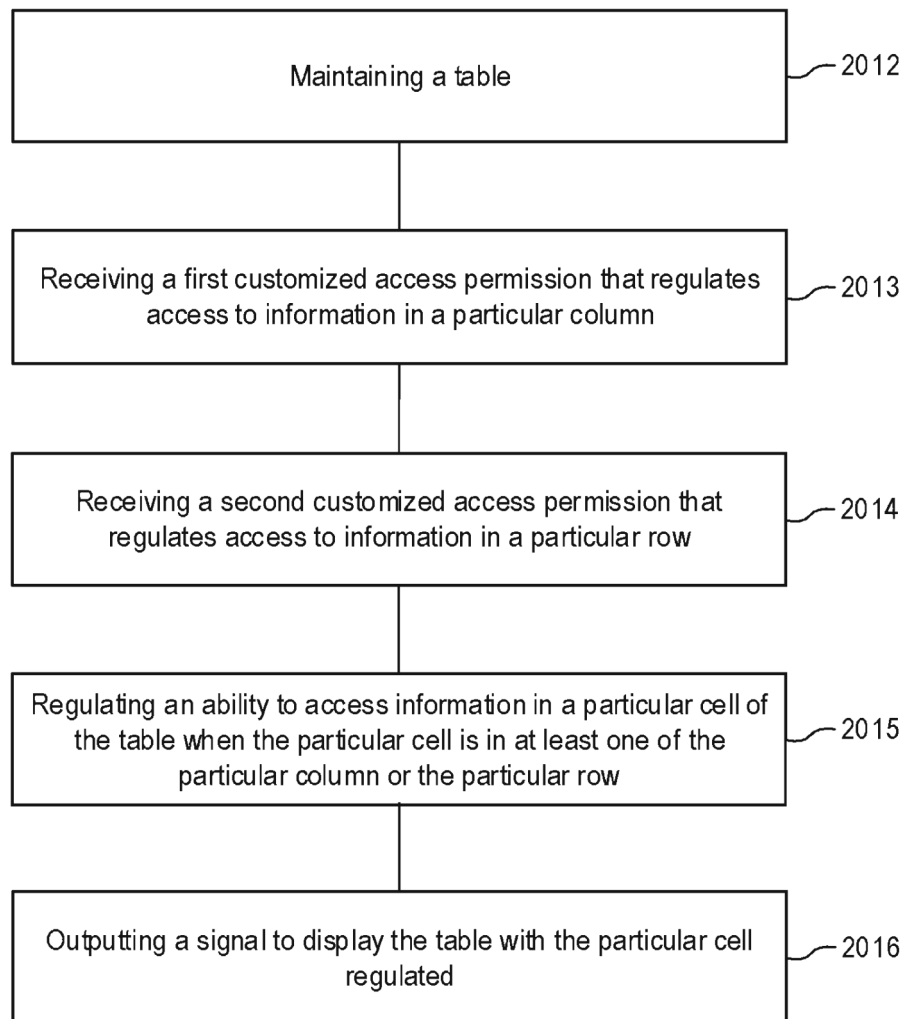 Maintaining a table
2012
Receiving a first customized access permission that regulates
access to information in a particular column
2013
Receiving a second customized access permission that
regulates access to information in a particular row
2014
Regulating an ability to access information in a particular cell of
the table when the particular cell is in at least one of the
particular column or the particular row
2015
Outputting a signal to display the table with the particular cell
regulated
2016